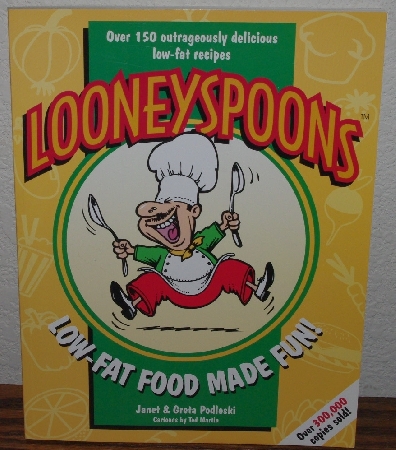 Over 150 outrageously delicious
low-fat recipes
LOONEYSPOONS™
LOW-FAT FOOD MADE FUN!
Janet & Greta Podleski
Cartoons by Ted Martin
Over 300,000
copies sold!